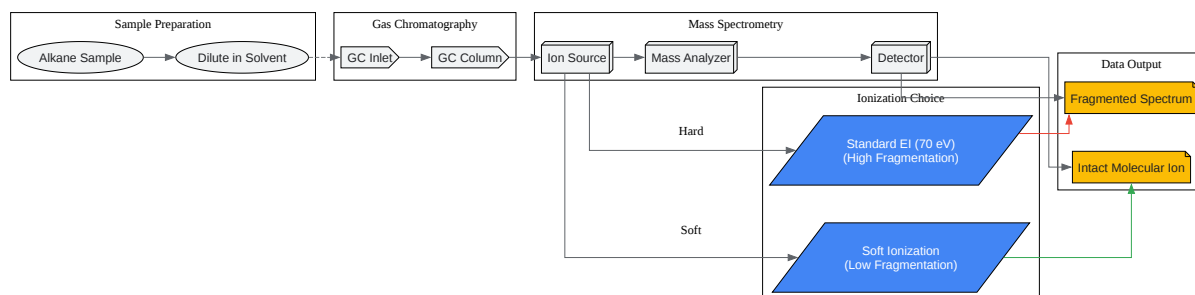 Sample Preparation
Alkane Sample
Dilute in Solvent
Gas Chromatography
GC Inlet
GC Column
Mass Spectrometry
Ion Source
Mass Analyzer
Detector
Ionization Choice
Hard
Standard EI (70 eV)
(High Fragmentation)
Soft
Soft Ionization
(Low Fragmentation)
Data Output
Fragmented Spectrum
Intact Molecular Ion